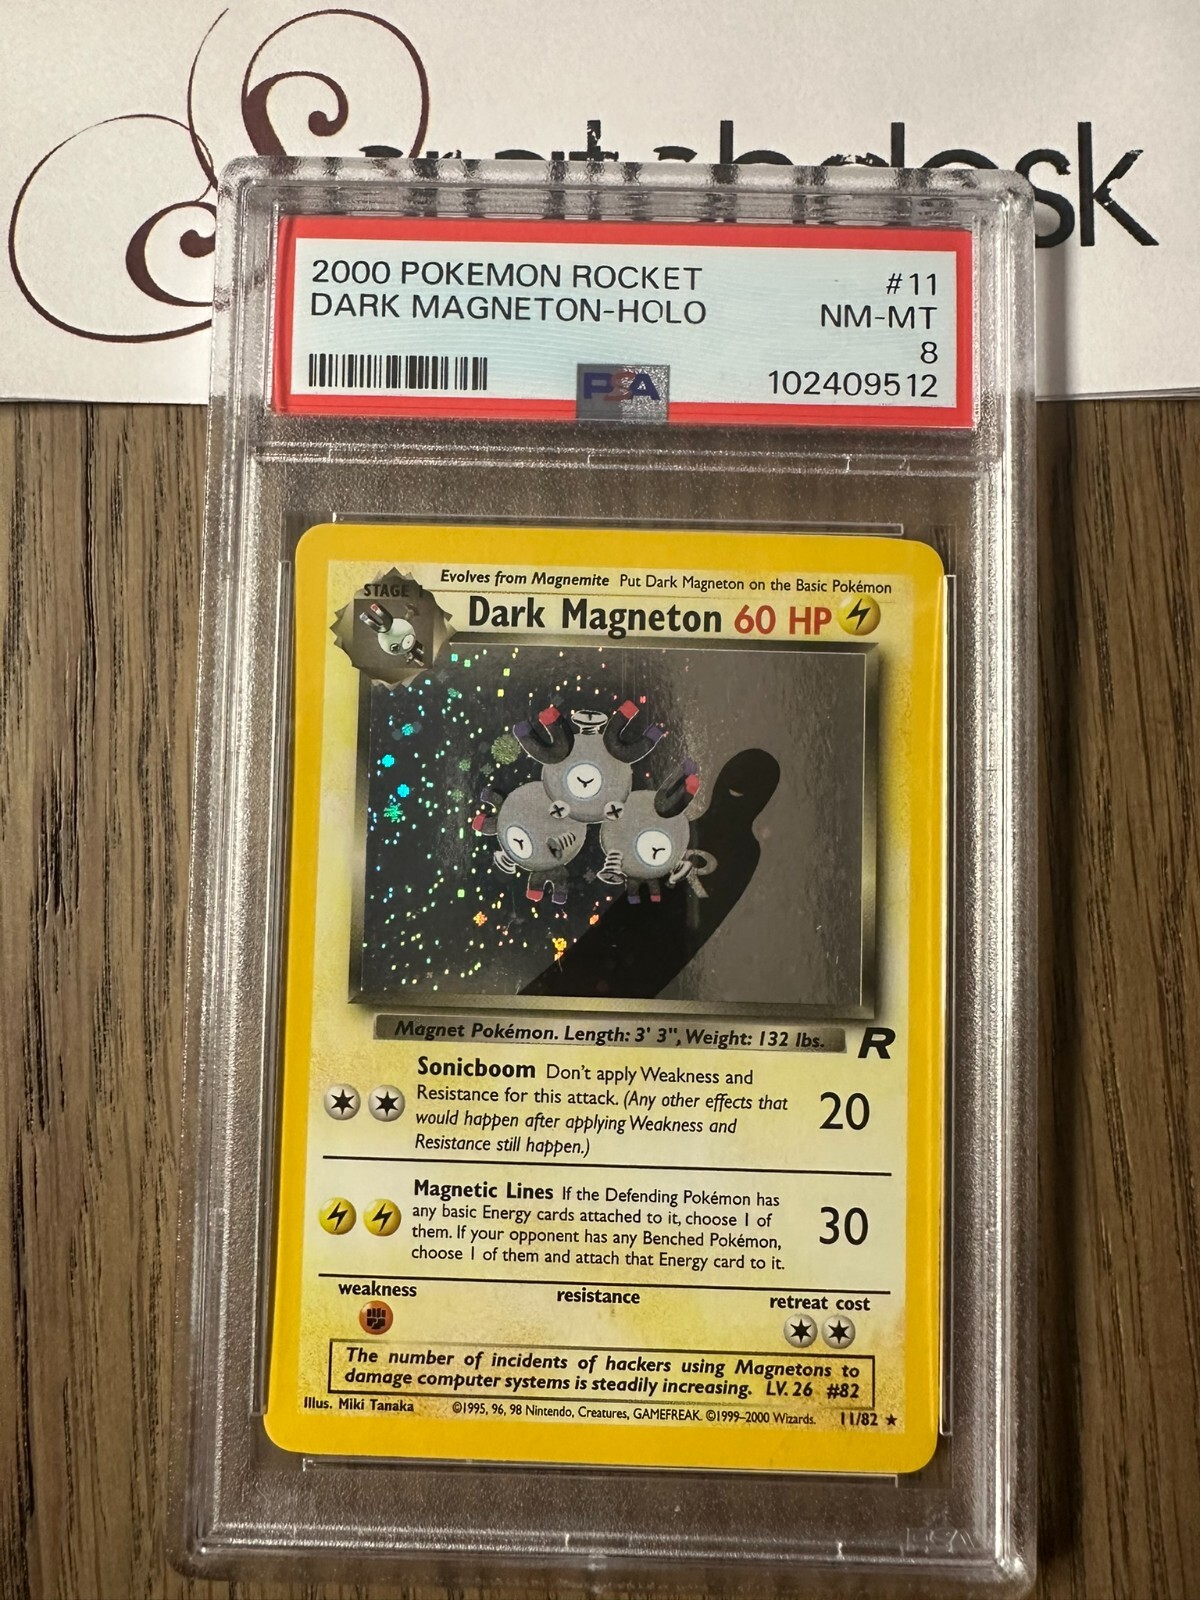 sk
2000 POKEMON ROCKET #11
DARK MAGNETON-HOLO NM-MT
8
PSA 102409512
STAGE 1
Evolves from Magnemite Put Dark Magneton on the Basic Pokémon
Dark Magneton 60 HP
R
Magnet Pokémon. Length: 3' 3", Weight: 132 lbs. R
Sonicboom Don't apply Weakness and
Resistance for this attack. (Any other effects that
would happen after applying Weakness and
Resistance still happen.)
20
Magnetic Lines If the Defending Pokémon has
any basic Energy cards attached to it, choose 1 of
them. If your opponent has any Benched Pokémon,
choose 1 of them and attach that Energy card to it.
30
weakness resistance retreat cost
The number of incidents of hackers using Magnetons to
damage computer systems is steadily increasing. LV. 26 #82
Illus. Miki Tanaka ©1995, 96, 98 Nintendo, Creatures, GAMEFREAK. ©1999-2000 Wizards. 11/82 ★
PSA